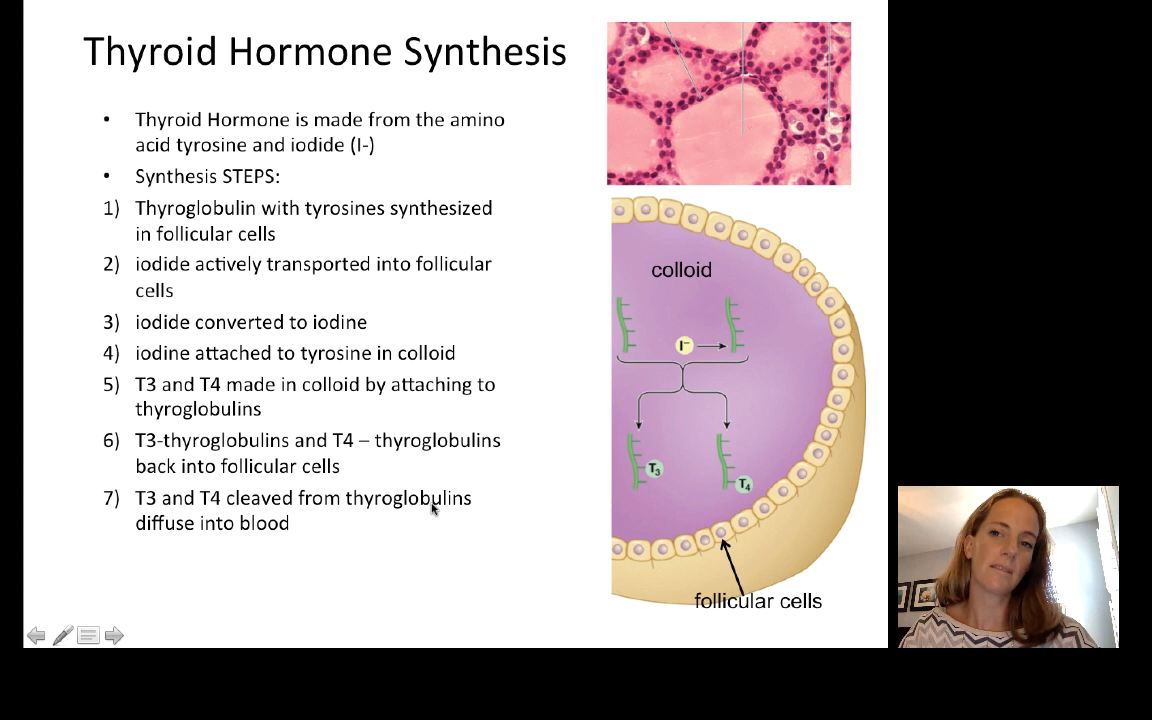 Thyroid Hormone Synthesis
• Thyroid Hormone is made from the amino
acid tyrosine and iodide (I-)
• Synthesis STEPS:
1) Thyroglobulin with tyrosines synthesized
in follicular cells
2) iodide actively transported into follicular
cells
3) iodide converted to iodine
4) iodine attached to tyrosine in colloid
5) T3 and T4 made in colloid by attaching to
thyroglobulins
6) T3-thyroglobulins and T4 – thyroglobulins
back into follicular cells
7) T3 and T4 cleaved from thyroglobulins
diffuse into blood
colloid
I⁻
T₃
T₄
follicular cells